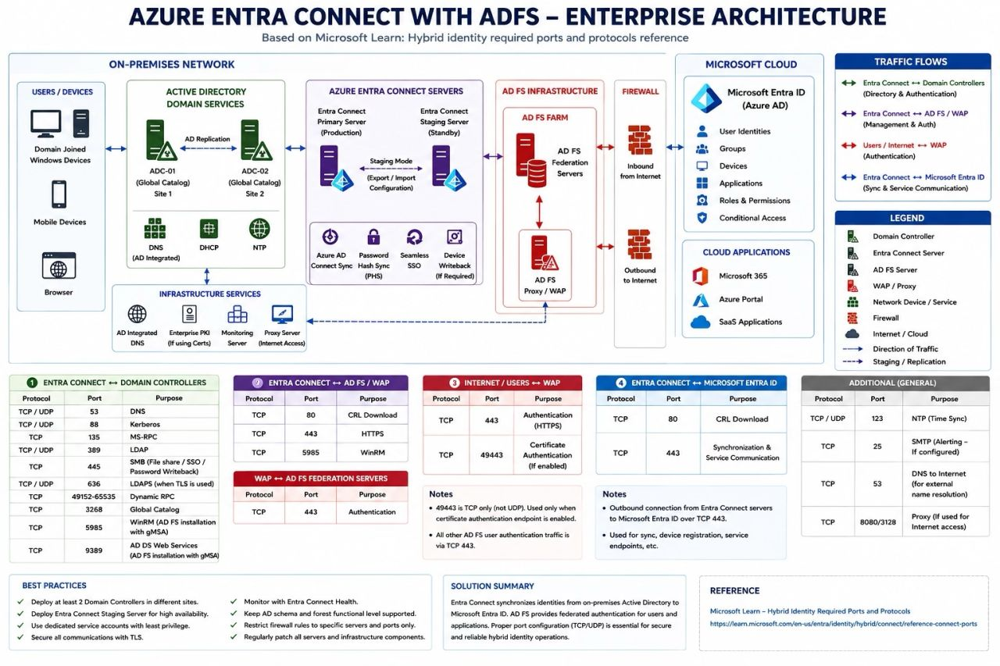 AZURE ENTRA CONNECT WITH ADFS – ENTERPRISE ARCHITECTURE
Based on Microsoft Learn: Hybrid identity required ports and protocols reference
ON-PREMISES NETWORK
USERS / DEVICES
Domain Joined
Windows Devices
Mobile Devices
Browser
ACTIVE DIRECTORY
DOMAIN SERVICES
AD Replication
ADC-01
(Global Catalog)
Site 1
ADC-02
(Global Catalog)
Site 2
DNS
(AD Integrated)
DHCP
NTP
INFRASTRUCTURE SERVICES
AD Integrated
DNS
Enterprise PKI
(If using Certs)
Monitoring
Server
Proxy Server
(Internet Access)
AZURE ENTRA CONNECT SERVERS
Entra Connect
Primary Server
(Production)
Entra Connect
Staging Server
(Standby)
Staging Mode
(Export / Import
Configuration)
Azure AD
Connect Sync
Password
Hash Sync
(PHS)
Seamless
SSO
Device
Writeback
(If Required)
AD FS INFRASTRUCTURE
AD FS FARM
AD FS
Federation
Servers
AD FS
Proxy / WAP
FIREWALL
Inbound
from Internet
Outbound
to Internet
MICROSOFT CLOUD
Microsoft Entra ID
(Azure AD)
User Identities
Groups
Devices
Applications
Roles & Permissions
Conditional Access
CLOUD APPLICATIONS
Microsoft 365
Azure Portal
SaaS Applications
TRAFFIC FLOWS
Entra Connect ↔ Domain Controllers
(Directory & Authentication)
Entra Connect ↔ AD FS / WAP
(Management & Auth)
Users / Internet ↔ WAP
(Authentication)
Entra Connect ↔ Microsoft Entra ID
(Sync & Service Communication)
LEGEND
Domain Controller
Entra Connect Server
AD FS Server
WAP / Proxy
Network Device / Service
Firewall
Internet / Cloud
Direction of Traffic
Staging / Replication
1 ENTRA CONNECT ↔ DOMAIN CONTROLLERS
Protocol Port Purpose
TCP / UDP 53 DNS
TCP / UDP 88 Kerberos
TCP 135 MS-RPC
TCP / UDP 389 LDAP
TCP 445 SMB (File share / SSO /
Password Writeback)
TCP / UDP 636 LDAPS (when TLS is used)
TCP 49152-65535 Dynamic RPC
TCP 3268 Global Catalog
TCP 5985 WinRM (AD FS installation
with gMSA)
TCP 9389 AD DS Web Services
(AD FS installation with gMSA)
2 ENTRA CONNECT ↔ AD FS / WAP
Protocol Port Purpose
TCP 80 CRL Download
TCP 443 HTTPS
TCP 5985 WinRM
WAP ↔ AD FS FEDERATION SERVERS
Protocol Port Purpose
TCP 443 Authentication
3 INTERNET / USERS ↔ WAP
Protocol Port Purpose
TCP 443 Authentication
(HTTPS)
TCP 49443 Certificate
Authentication
(If enabled)
Notes
• 49443 is TCP only (not UDP). Used only when
certificate authentication endpoint is enabled.
• All other AD FS user authentication traffic is
via TCP 443.
4 ENTRA CONNECT ↔ MICROSOFT ENTRA ID
Protocol Port Purpose
TCP 80 CRL Download
TCP 443 Synchronization &
Service Communication
Notes
• Outbound connection from Entra Connect servers
to Microsoft Entra ID over TCP 443.
• Used for sync, device registration, service
endpoints, etc.
ADDITIONAL (GENERAL)
Protocol Port Purpose
TCP / UDP 123 NTP (Time Sync)
TCP 25 SMTP (Alerting –
If configured)
TCP 53 DNS to Internet
(for external
name resolution)
TCP 8080/3128 Proxy (If used for
Internet access)
BEST PRACTICES
Deploy at least 2 Domain Controllers in different sites.
Deploy Entra Connect Staging Server for high availability.
Use dedicated service accounts with least privilege.
Secure all communications with TLS.
Monitor with Entra Connect Health.
Keep AD schema and forest functional level supported.
Restrict firewall rules to specific servers and ports only.
Regularly patch all servers and infrastructure components.
SOLUTION SUMMARY
Entra Connect synchronizes identities from on-premises Active Directory to
Microsoft Entra ID. AD FS provides federated authentication for users and
applications. Proper port configuration (TCP/UDP) is essential for secure
and reliable hybrid identity operations.
REFERENCE
Microsoft Learn – Hybrid Identity Required Ports and Protocols
https://learn.microsoft.com/en-us/entra/identity/hybrid/connect/reference-connect-ports